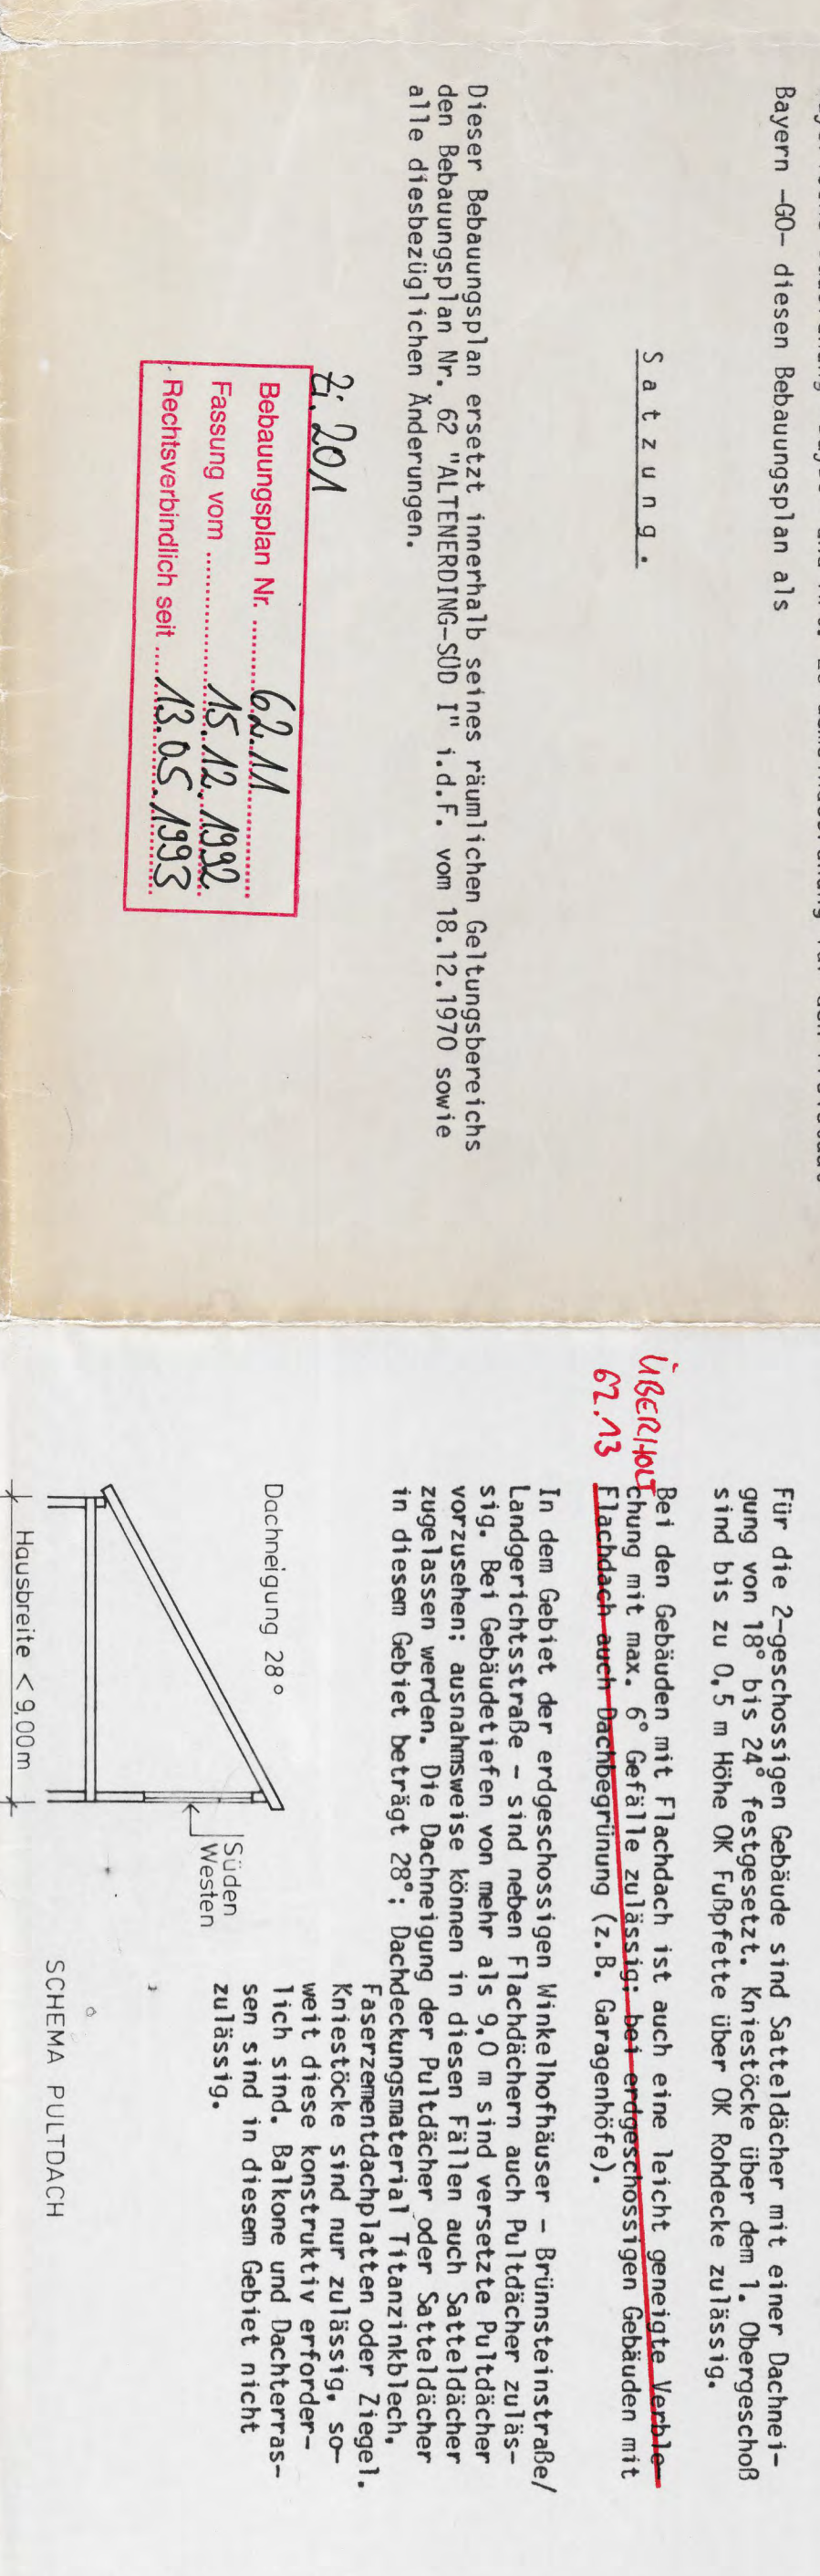 Bayern -GO- diesen Bebauungsplan als
Satzung.
Dieser Bebauungsplan ersetzt innerhalb seines räumlichen Geltungsbereichs
den Bebauungsplan Nr. 62 "ALTENERDING-SÜD I" i.d.F. vom 18.12.1970 sowie
alle diesbezüglichen Änderungen.
Zi. 201
Bebauungsplan Nr. 62.11
Fassung vom 15.12.1992
Rechtsverbindlich seit 13.05.1993
Für die 2-geschossigen Gebäude sind Satteldächer mit einer Dachnei-
gung von 18° bis 24° festgesetzt. Kniestöcke über dem 1. Obergeschoß
sind bis zu 0,5 m Höhe OK Fußpfette über OK Rohdecke zulässig.
ÜBERHOLT
62.13
Bei den Gebäuden mit Flachdach ist auch eine leicht geneigte Verble-
chung mit max. 6° Gefälle zulässig; bei erdgeschossigen Gebäuden mit
Flachdach auch Dachbegrünung (z.B. Garagenhöfe).
In dem Gebiet der erdgeschossigen Winkelhofhäuser - Brünnsteinstraße/
Landgerichtsstraße - sind neben Flachdächern auch Pultdächer zuläs-
sig. Bei Gebäudetiefen von mehr als 9,0 m sind versetzte Pultdächer
vorzusehen; ausnahmsweise können in diesen Fällen auch Satteldächer
zugelassen werden. Die Dachneigung der Pultdächer oder Satteldächer
in diesem Gebiet beträgt 28°; Dachdeckungsmaterial Titanzinkblech,
Faserzementdachplatten oder Ziegel.
Kniestöcke sind nur zulässig, so-
weit diese konstruktiv erforder-
lich sind. Balkone und Dachterras-
sen sind in diesem Gebiet nicht
zulässig.
Dachneigung 28°
Süden
Westen
Hausbreite < 9,00m
SCHEMA PULTDACH